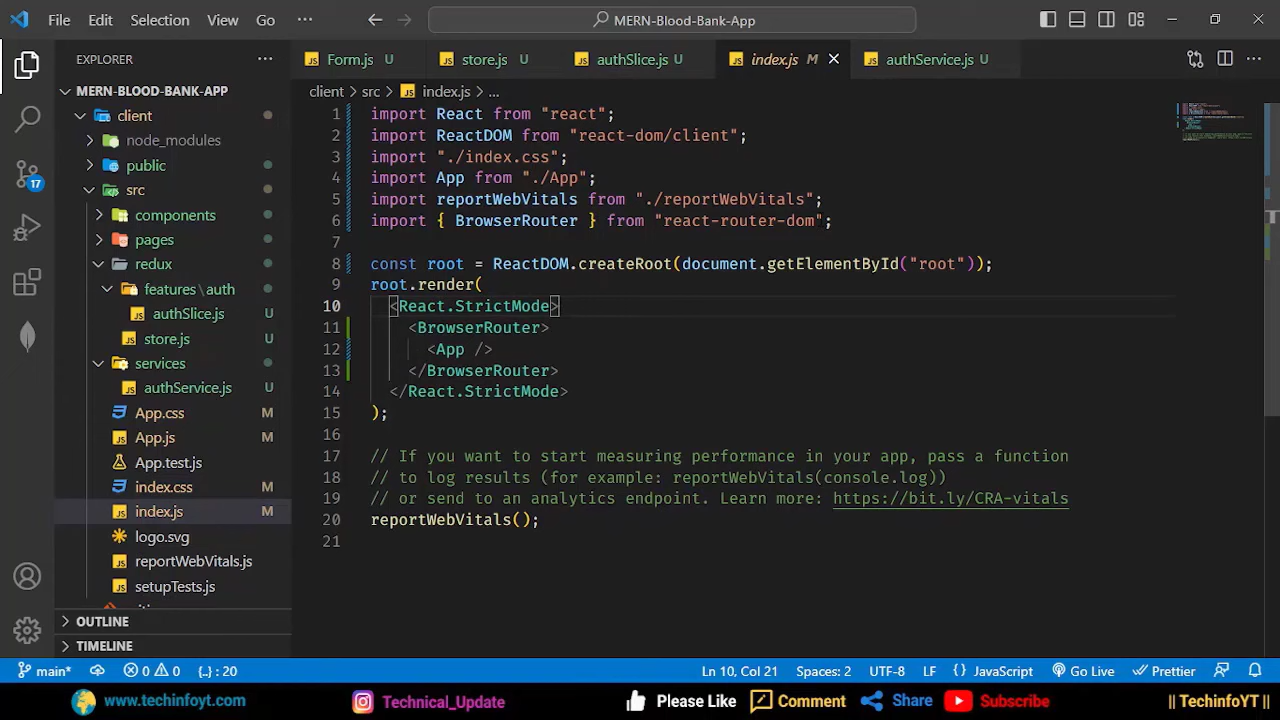 File Edit Selection View Go ···
MERN-Blood-Bank-App
EXPLORER ···
Form.js U
store.js U
authSlice.js U
index.js M
authService.js U
MERN-BLOOD-BANK-APP
client > src > index.js > ...
client
node_modules
public
src
components
pages
redux
features\auth
authSlice.js U
store.js U
services
authService.js U
App.css M
App.js M
App.test.js
index.css M
index.js M
logo.svg
reportWebVitals.js
setupTests.js
OUTLINE
TIMELINE
17
1 import React from "react";
2 import ReactDOM from "react-dom/client";
3 import "./index.css";
4 import App from "./App";
5 import reportWebVitals from "./reportWebVitals";
6 import { BrowserRouter } from "react-router-dom";
7
8 const root = ReactDOM.createRoot(document.getElementById("root"));
9 root.render(
10 <React.StrictMode>
11 <BrowserRouter>
12 <App />
13 </BrowserRouter>
14 </React.StrictMode>
15 );
16
17 // If you want to start measuring performance in your app, pass a function
18 // to log results (for example: reportWebVitals(console.log))
19 // or send to an analytics endpoint. Learn more: https://bit.ly/CRA-vitals
20 reportWebVitals();
21
main* 0 0 {..} : 20 Ln 10, Col 21 Spaces: 2 UTF-8 LF {} JavaScript Go Live Prettier
www.techinfoyt.com Technical_Update Please Like Comment Share Subscribe || TechinfoYT ||